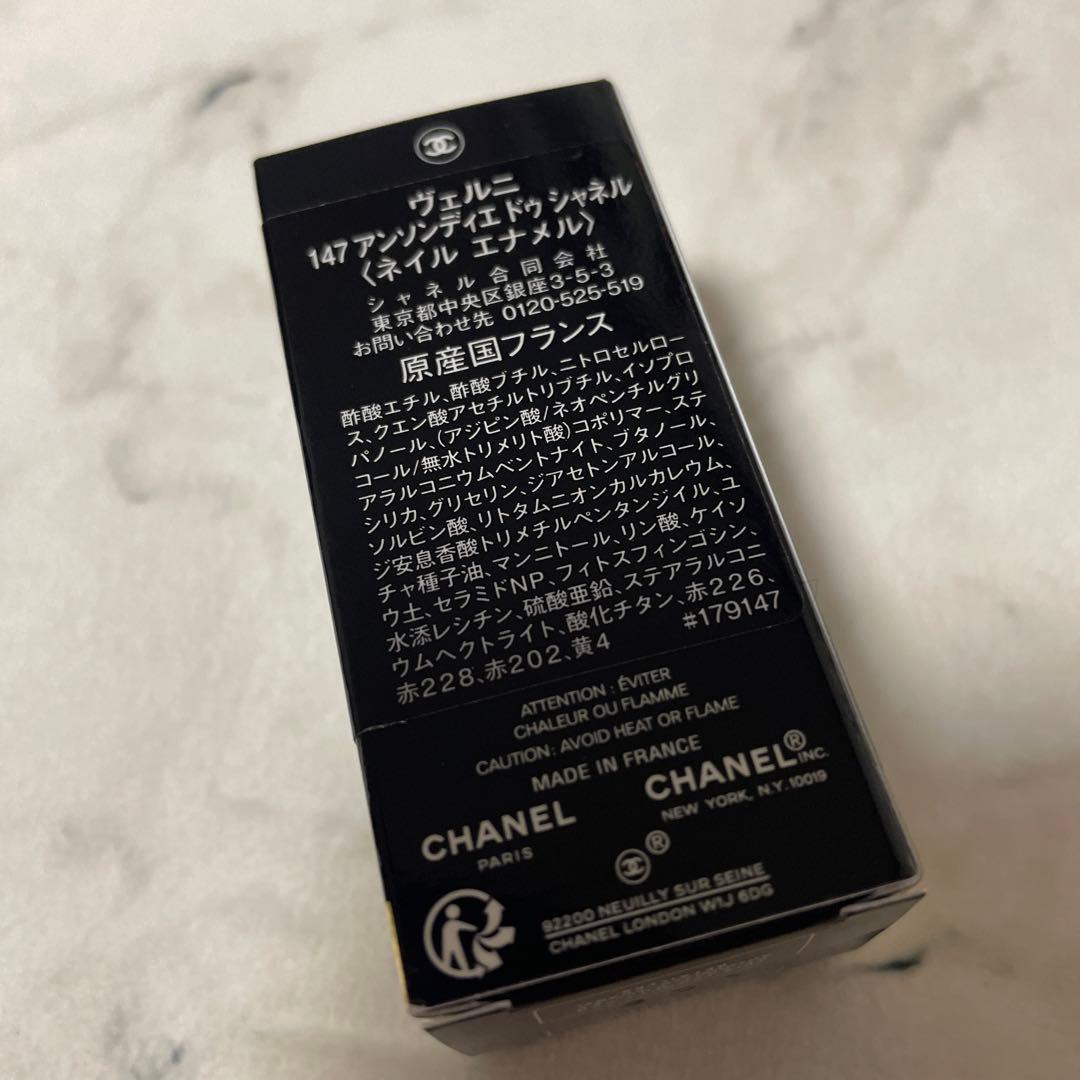 ヴェルニ
147 アンソンディエ ドゥ シャネル
〈ネイル エナメル〉
シャネル合同会社
東京都中央区銀座3-5-3
お問い合わせ先 0120-525-519
原産国フランス
酢酸エチル、酢酸ブチル、ニトロセルロー
ス、クエン酸アセチルトリブチル、イソプロ
パノール、(アジピン酸/ネオペンチルグリ
コール/無水トリメリト酸)コポリマー、ステ
アラルコニウムベントナイト、ブタノール、
シリカ、グリセリン、ジアセトンアルコール、
ソルビン酸、リトタムニオンカルカレウム、
ジ安息香酸トリメチルペンタンジイル、ユ
チャ種子油、マンニトール、リン酸、ケイソ
ウ土、セラミドNP、フィトスフィンゴシン、
水添レシチン、硫酸亜鉛、ステアラルコニ
ウムヘクトライト、酸化チタン、赤226、
赤228、赤202、黄4 #179147
ATTENTION : ÉVITER
CHALEUR OU FLAMME
CAUTION: AVOID HEAT OR FLAME
MADE IN FRANCE
CHANEL CHANEL® INC.
PARIS NEW YORK, N.Y. 10019
®
92200 NEUILLY SUR SEINE
CHANEL LONDON W1J 6DG